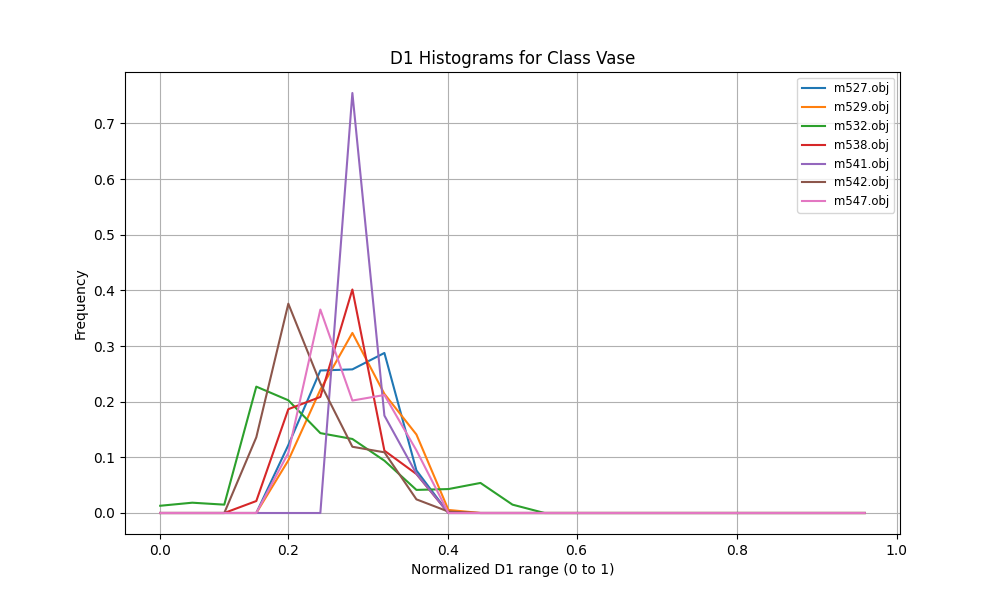 D1 Histograms for Class Vase
m527.obj
m529.obj
m532.obj
m538.obj
m541.obj
m542.obj
m547.obj
Frequency
0.7
0.6
0.5
0.4
0.3
0.2
0.1
0.0
0.0 0.2 0.4 0.6 0.8 1.0
Normalized D1 range (0 to 1)